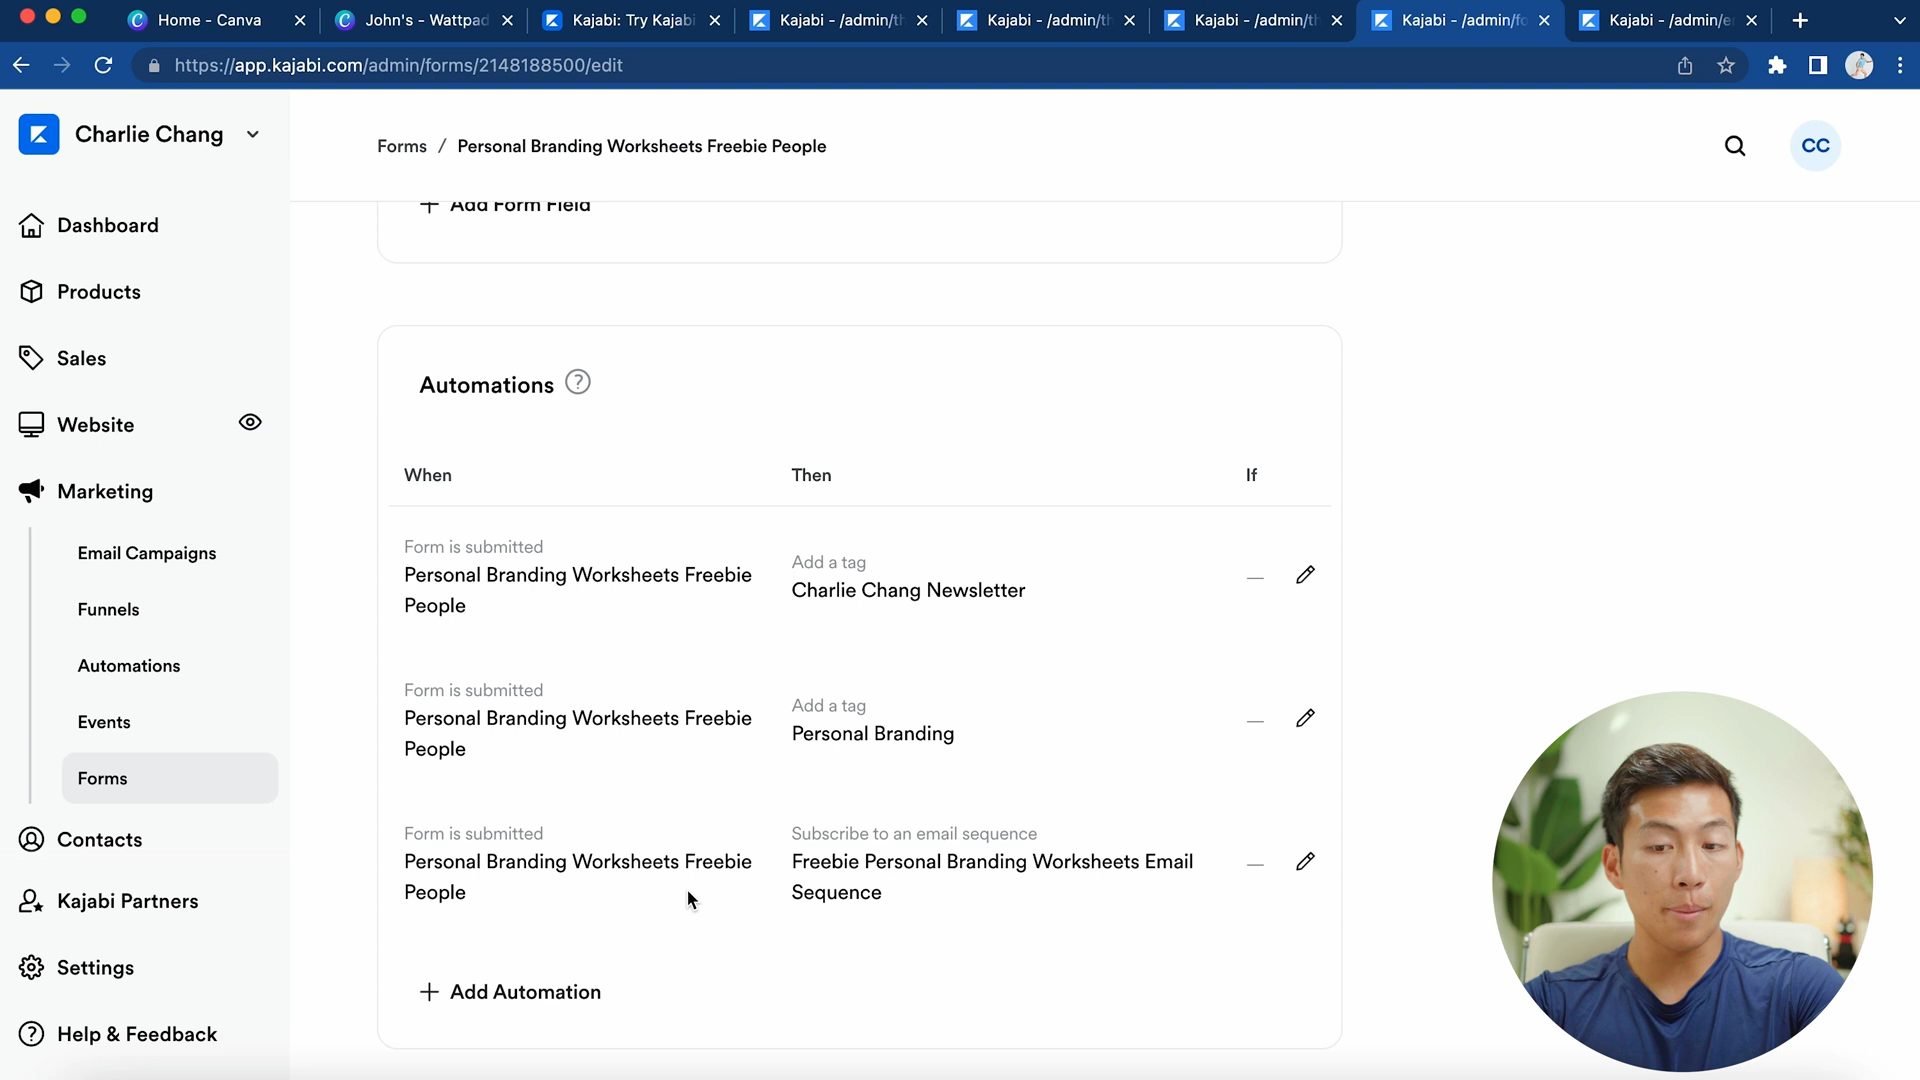 Home - Canva
John's - Wattpad
Kajabi: Try Kajabi
Kajabi - /admin/th
Kajabi - /admin/th
Kajabi - /admin/th
Kajabi - /admin/fo
Kajabi - /admin/e
https://app.kajabi.com/admin/forms/2148188500/edit
Charlie Chang
Forms / Personal Branding Worksheets Freebie People
CC
Dashboard
Products
Sales
Website
Marketing
Email Campaigns
Funnels
Automations
Events
Forms
Contacts
Kajabi Partners
Settings
Help & Feedback
+ Add Form Field
Automations ?
When Then If
Form is submitted
Personal Branding Worksheets Freebie
People
Add a tag
Charlie Chang Newsletter
—
Form is submitted
Personal Branding Worksheets Freebie
People
Add a tag
Personal Branding
—
Form is submitted
Personal Branding Worksheets Freebie
People
Subscribe to an email sequence
Freebie Personal Branding Worksheets Email
Sequence
—
+ Add Automation